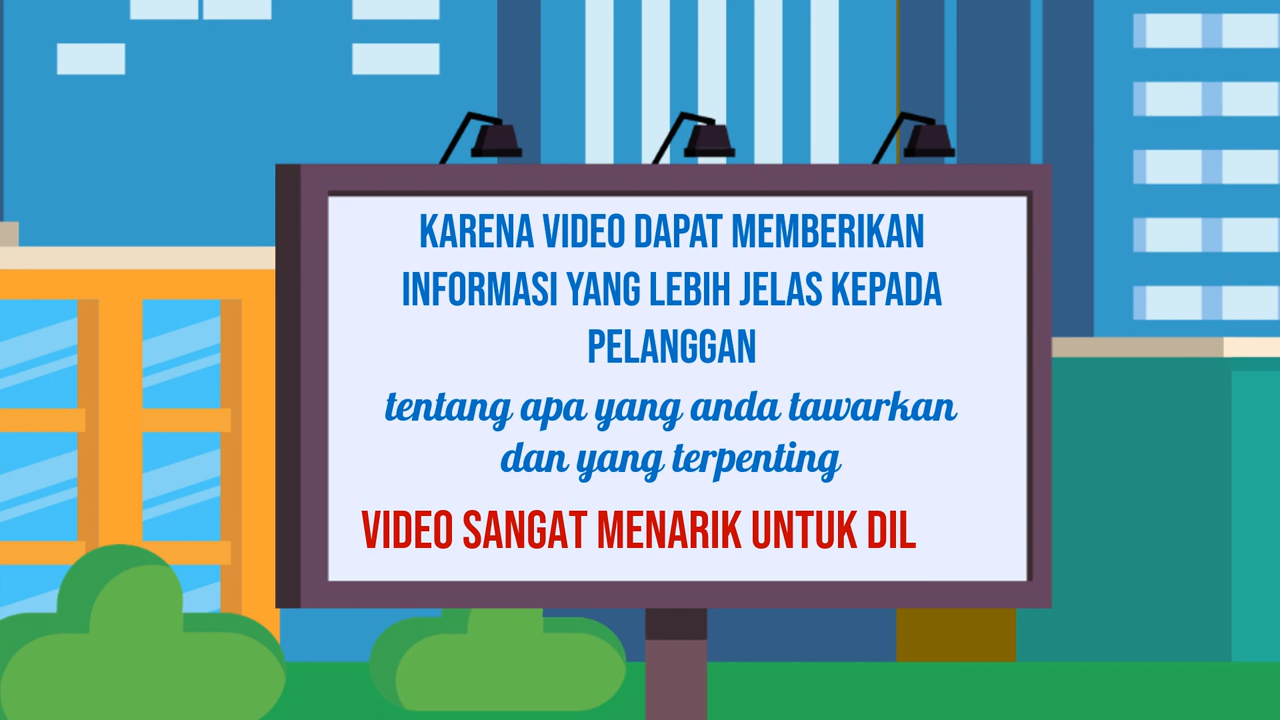 KARENA VIDEO DAPAT MEMBERIKAN
INFORMASI YANG LEBIH JELAS KEPADA
PELANGGAN
tentang apa yang anda tawarkan
dan yang terpenting
VIDEO SANGAT MENARIK UNTUK DIL